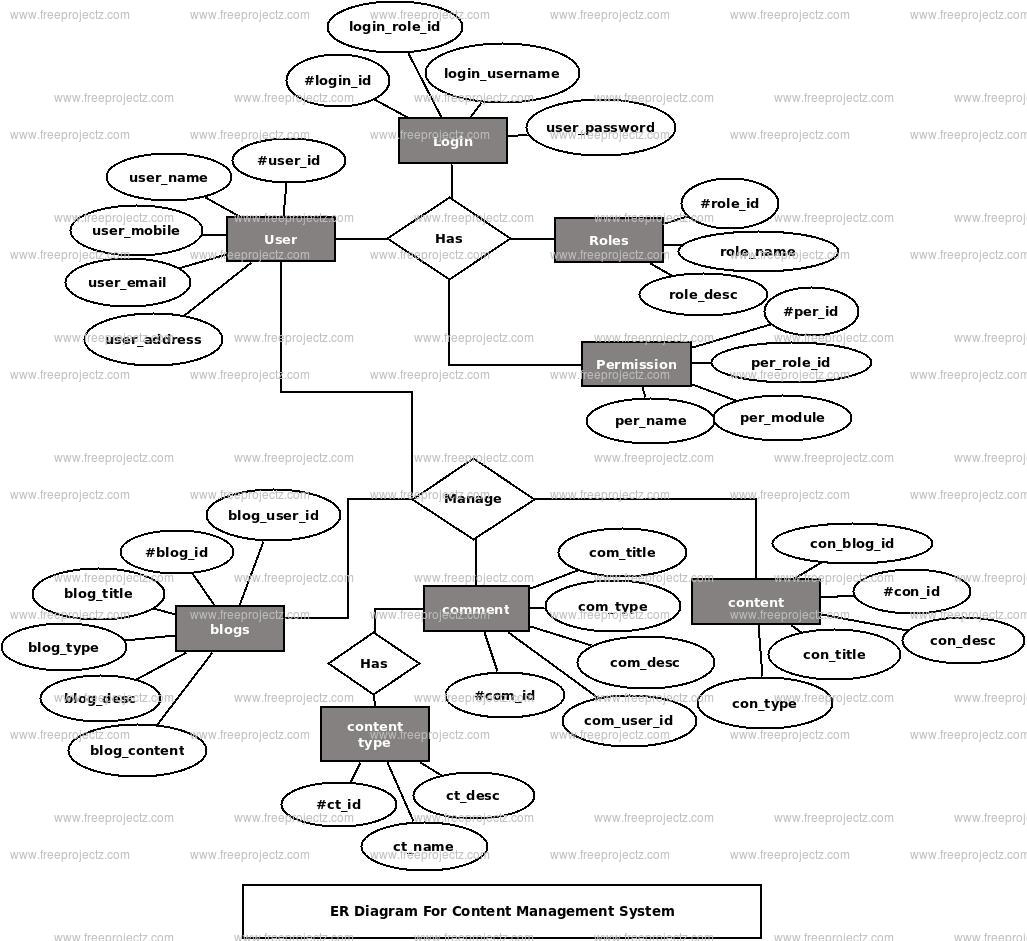 login_role_id
login_username
#login_id
user_password
Login
#user_id
user_name
user_mobile
user_email
user_address
User
Has
Roles
#role_id
role_name
role_desc
#per_id
Permission
per_role_id
per_name
per_module
Manage
blog_user_id
#blog_id
blog_title
blogs
blog_type
blog_desc
blog_content
com_title
comment
com_type
com_desc
#com_id
com_user_id
con_blog_id
content
#con_id
con_desc
con_title
con_type
Has
content
type
#ct_id
ct_desc
ct_name
ER Diagram For Content Management System
www.freeprojectz.com